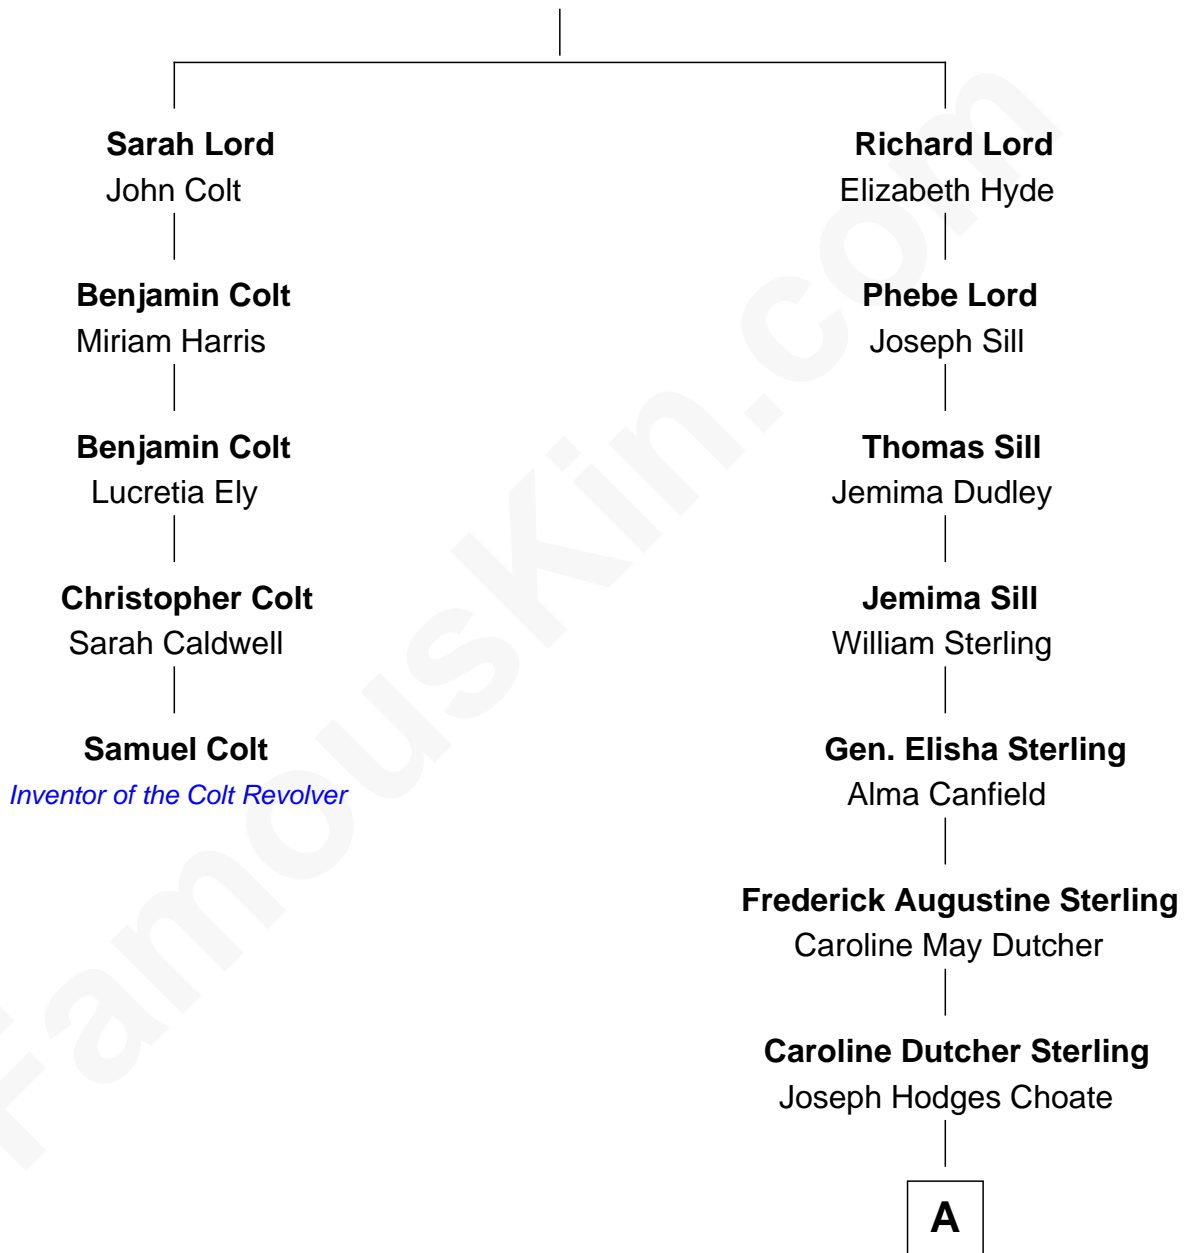 Sarah Lord
John Colt
Benjamin Colt
Miriam Harris
Benjamin Colt
Lucretia Ely
Christopher Colt
Sarah Caldwell
Samuel Colt
Inventor of the Colt Revolver
Richard Lord
Elizabeth Hyde
Phebe Lord
Joseph Sill
Thomas Sill
Jemima Dudley
Jemima Sill
William Sterling
Gen. Elisha Sterling
Alma Canfield
Frederick Augustine Sterling
Caroline May Dutcher
Caroline Dutcher Sterling
Joseph Hodges Choate
A
FamousKin.com